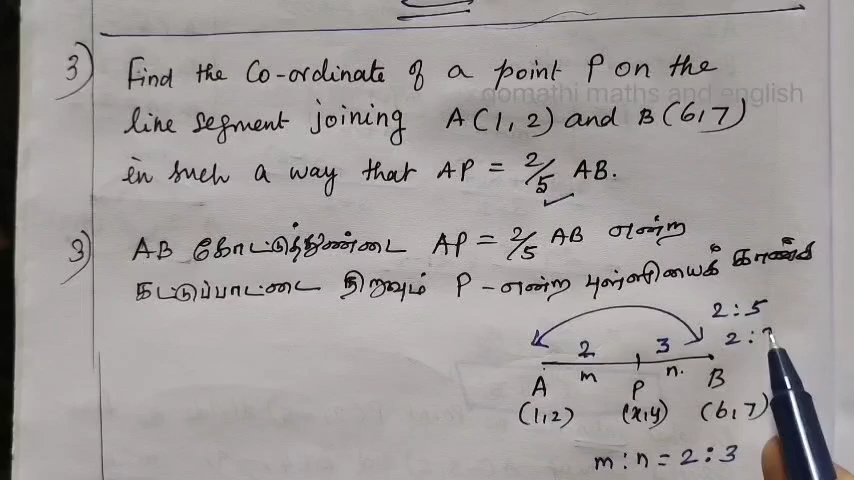 3) Find the Co-ordinate of a point P on the
gomathi maths and english
line segment joining A(1,2) and B(6,7)
in such a way that AP = 2/5 AB.
3) AB கோட்டுத்துண்டை AP = 2/5 AB என்ற
கட்டுப்பாட்டை நிறுவும் P - என்ற புள்ளியைக் காண்க
2:5
2:
2 3
m n.
A P B
(1,2) (x,y) (6,7)
m:n = 2:3